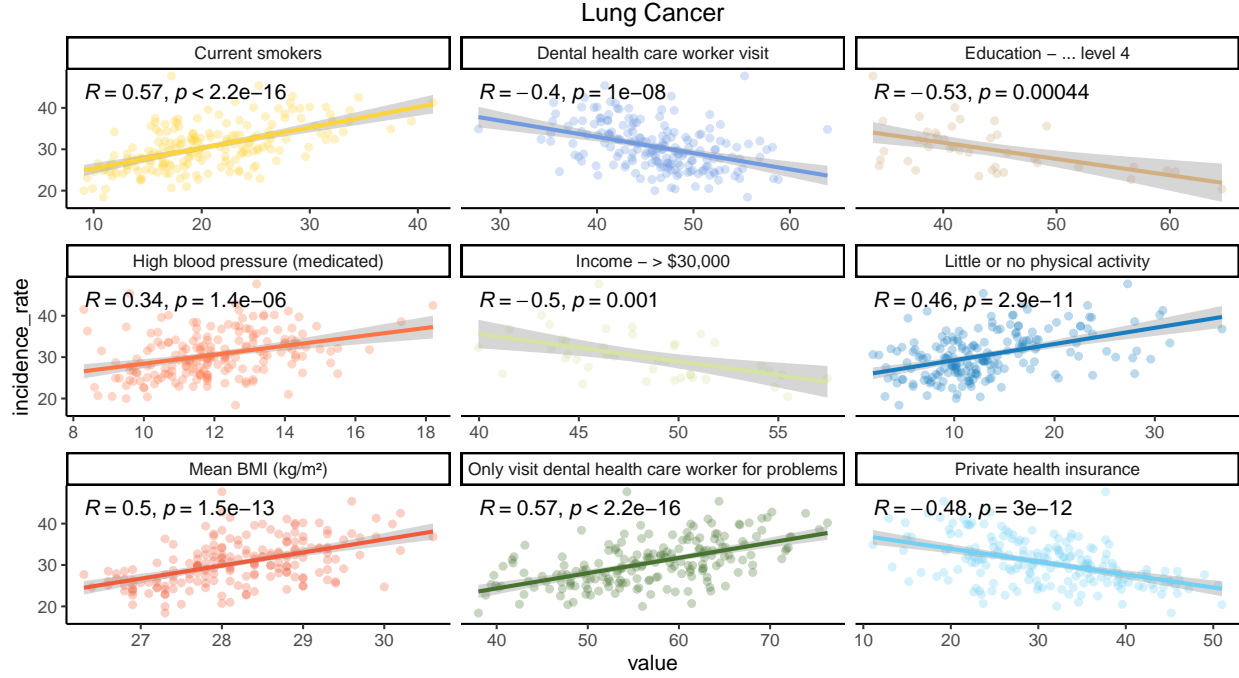 Lung Cancer
Current smokers
Dental health care worker visit
Education − ... level 4
R = 0.57, p < 2.2e−16
R = −0.4, p = 1e−08
R = −0.53, p = 0.00044
40
30
20
10 20 30 40
30 40 50 60
40 50 60
High blood pressure (medicated)
Income − > $30,000
Little or no physical activity
R = 0.34, p = 1.4e−06
R = −0.5, p = 0.001
R = 0.46, p = 2.9e−11
incidence_rate
40
30
20
8 10 12 14 16 18
40 45 50 55
10 20 30
Mean BMI (kg/m²)
Only visit dental health care worker for problems
Private health insurance
R = 0.5, p = 1.5e−13
R = 0.57, p < 2.2e−16
R = −0.48, p = 3e−12
40
30
20
27 28 29 30
40 50 60 70
10 20 30 40 50
value